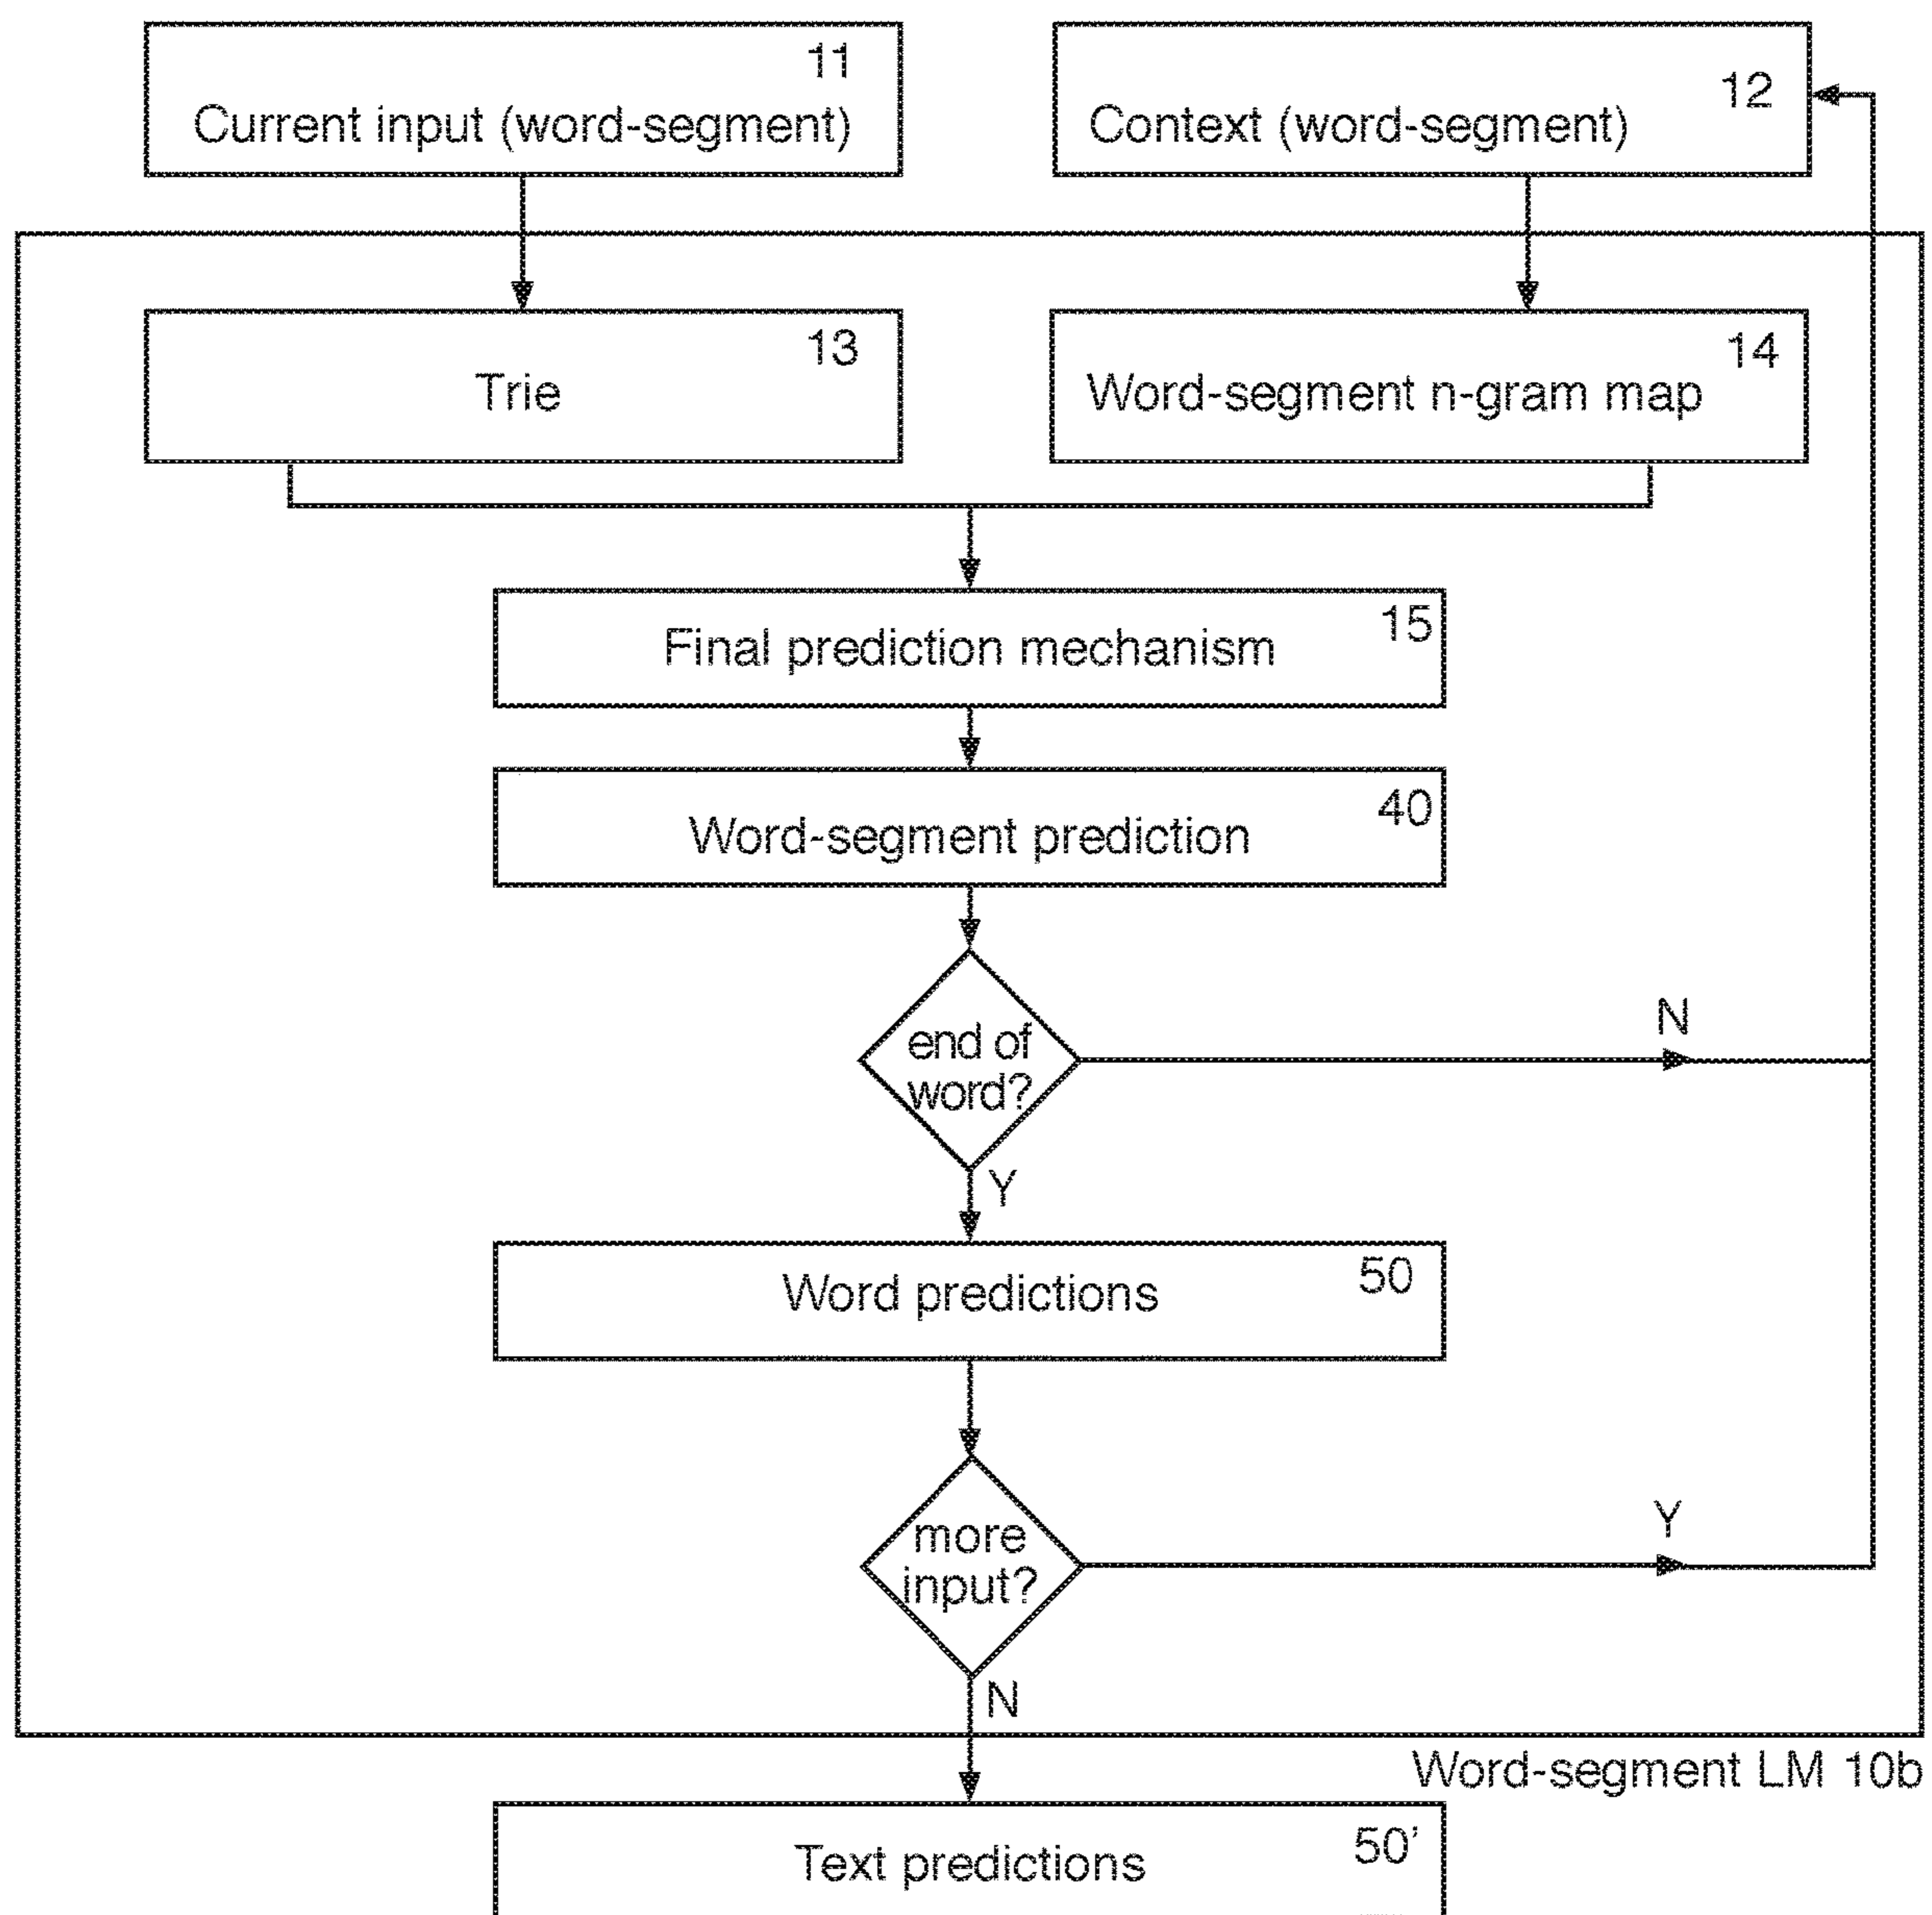 11
Current input (word-segment)
12
Context (word-segment)
13
Trie
14
Word-segment n-gram map
15
Final prediction mechanism
40
Word-segment prediction
end of
word?
N
Y
50
Word predictions
more
input?
Y
N
Word-segment LM 10b
50'
Text predictions